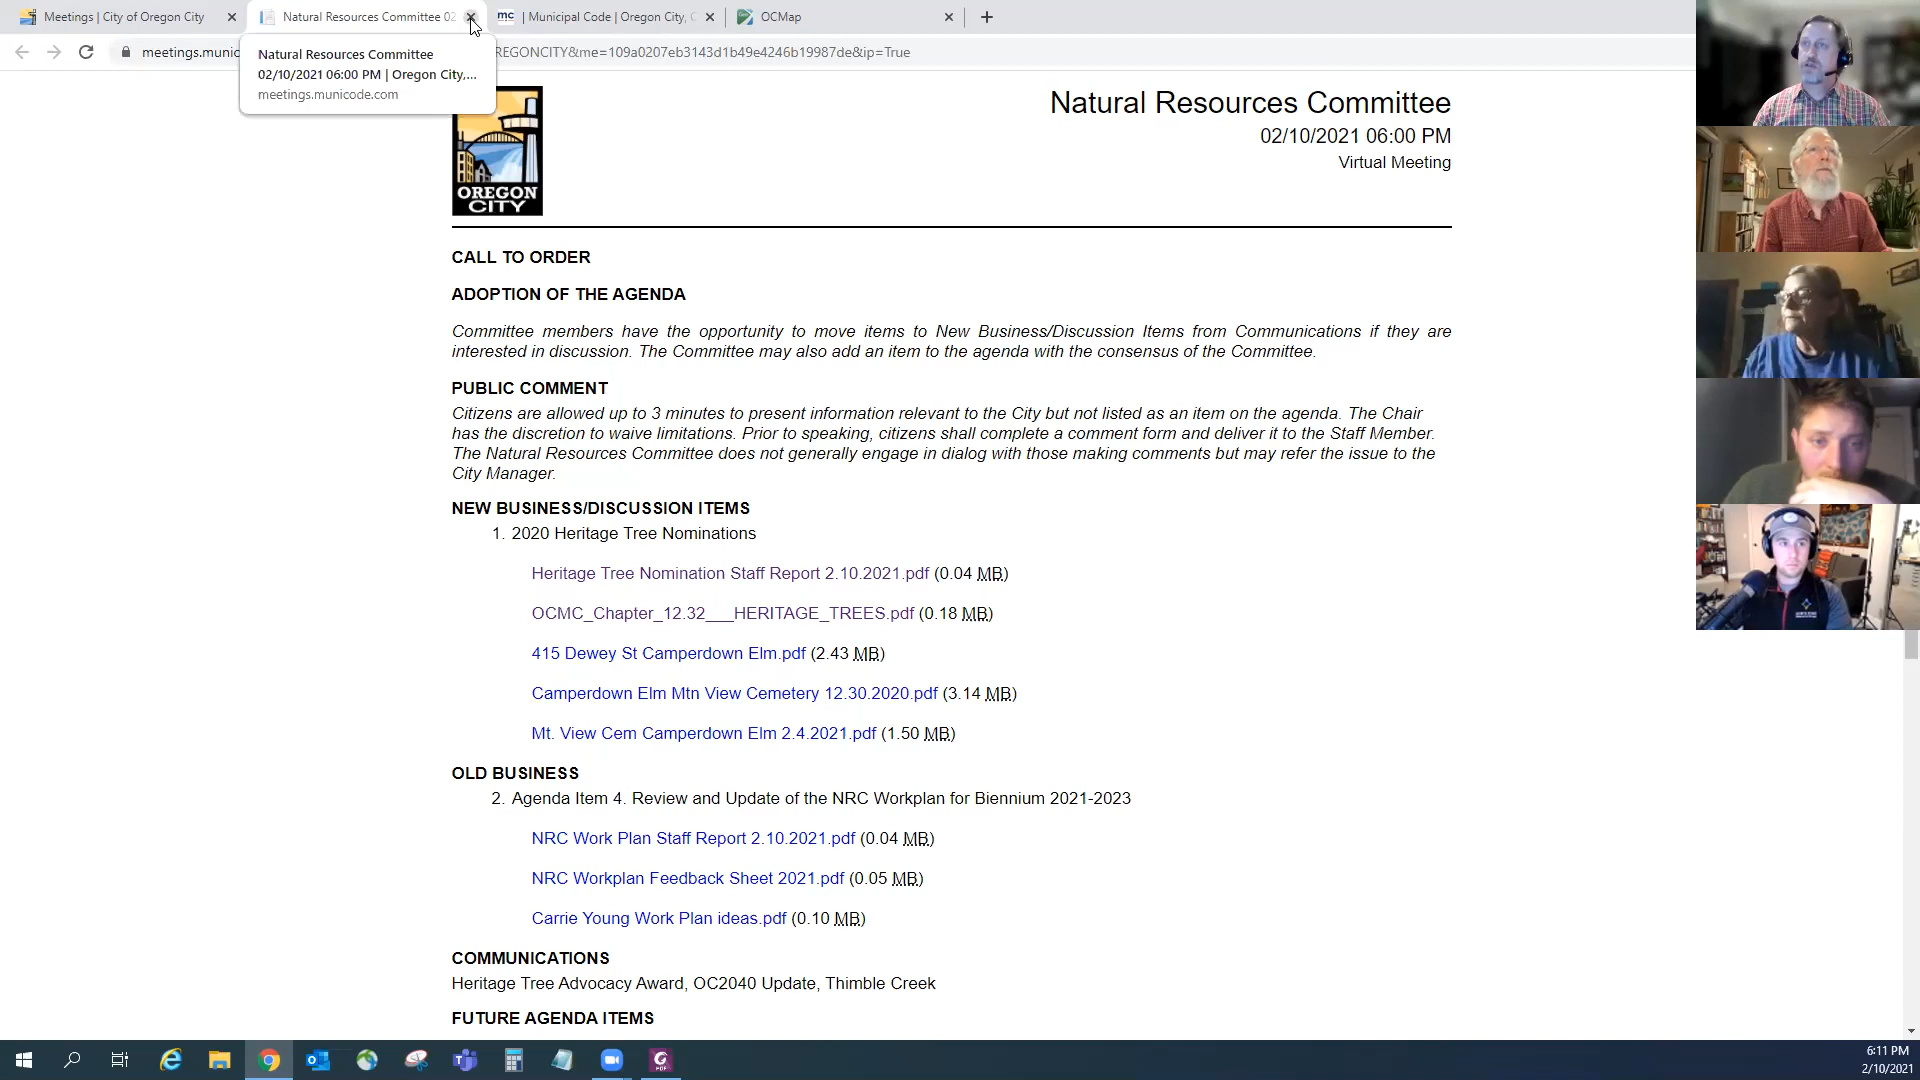 Meetings | City of Oregon City
Natural Resources Committee 02
| Municipal Code | Oregon City, C
OCMap
meetings.munic
REGONCITY&me=109a0207eb3143d1b49e4246b19987de&ip=True
Natural Resources Committee
02/10/2021 06:00 PM | Oregon City,...
meetings.municode.com
OREGON
CITY
Natural Resources Committee
02/10/2021 06:00 PM
Virtual Meeting
CALL TO ORDER
ADOPTION OF THE AGENDA
Committee members have the opportunity to move items to New Business/Discussion Items from Communications if they are
interested in discussion. The Committee may also add an item to the agenda with the consensus of the Committee.
PUBLIC COMMENT
Citizens are allowed up to 3 minutes to present information relevant to the City but not listed as an item on the agenda. The Chair
has the discretion to waive limitations. Prior to speaking, citizens shall complete a comment form and deliver it to the Staff Member.
The Natural Resources Committee does not generally engage in dialog with those making comments but may refer the issue to the
City Manager.
NEW BUSINESS/DISCUSSION ITEMS
1. 2020 Heritage Tree Nominations
Heritage Tree Nomination Staff Report 2.10.2021.pdf (0.04 MB)
OCMC_Chapter_12.32___HERITAGE_TREES.pdf (0.18 MB)
415 Dewey St Camperdown Elm.pdf (2.43 MB)
Camperdown Elm Mtn View Cemetery 12.30.2020.pdf (3.14 MB)
Mt. View Cem Camperdown Elm 2.4.2021.pdf (1.50 MB)
OLD BUSINESS
2. Agenda Item 4. Review and Update of the NRC Workplan for Biennium 2021-2023
NRC Work Plan Staff Report 2.10.2021.pdf (0.04 MB)
NRC Workplan Feedback Sheet 2021.pdf (0.05 MB)
Carrie Young Work Plan ideas.pdf (0.10 MB)
COMMUNICATIONS
Heritage Tree Advocacy Award, OC2040 Update, Thimble Creek
FUTURE AGENDA ITEMS
6:11 PM
2/10/2021